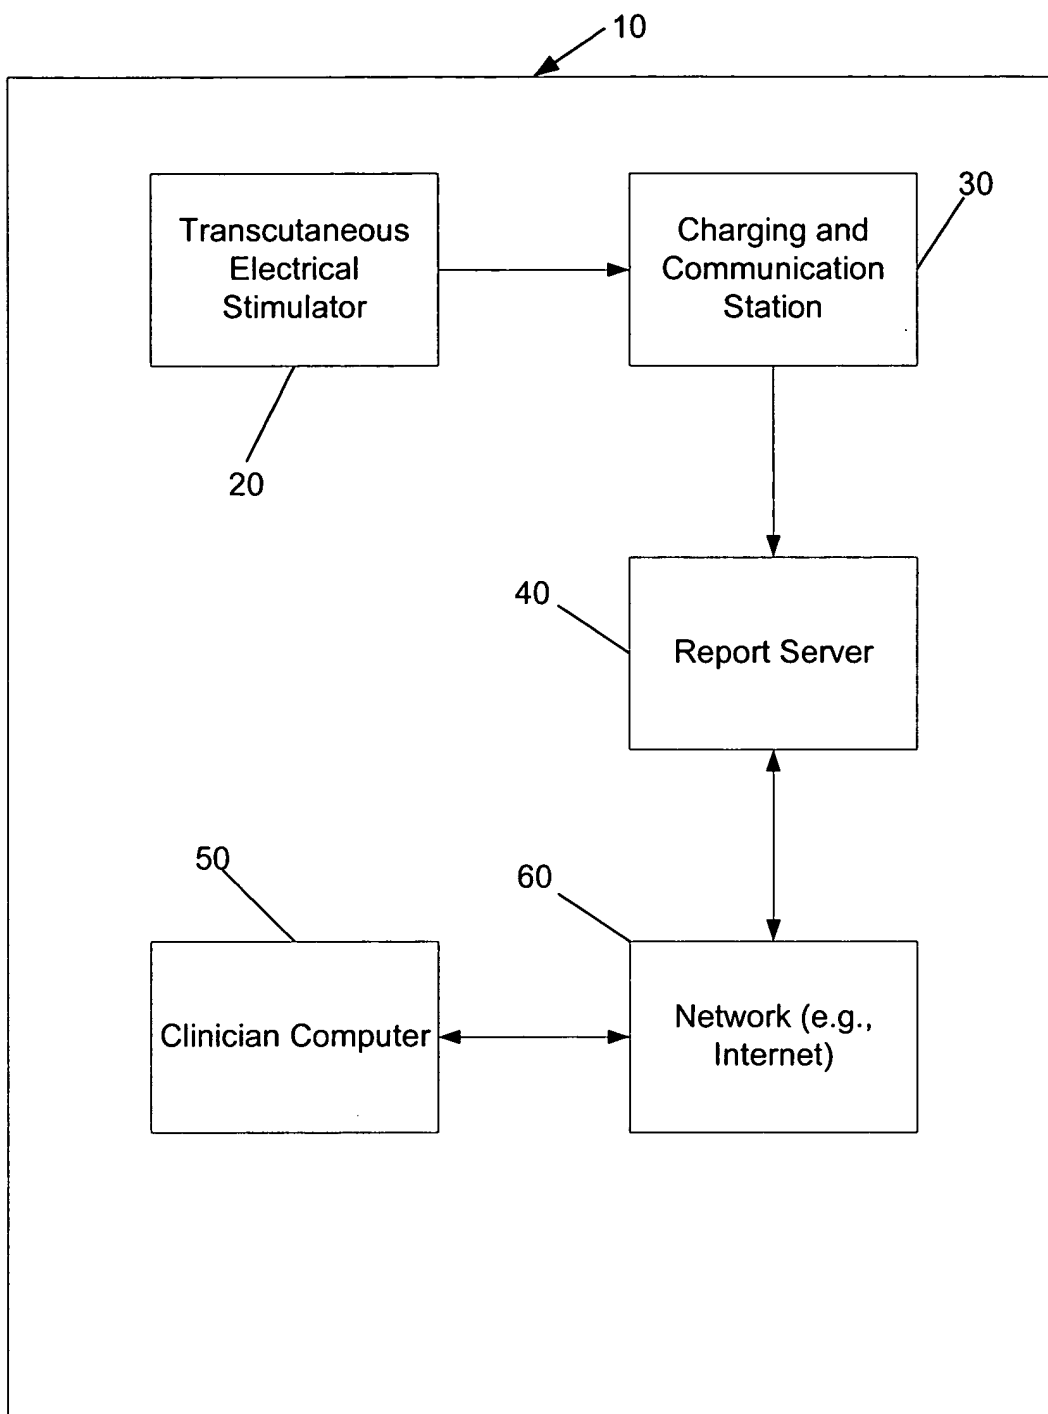 10
Transcutaneous
Electrical
Stimulator
20
Charging and
Communication
Station
30
40
Report Server
50
Clinician Computer
60
Network (e.g.,
Internet)